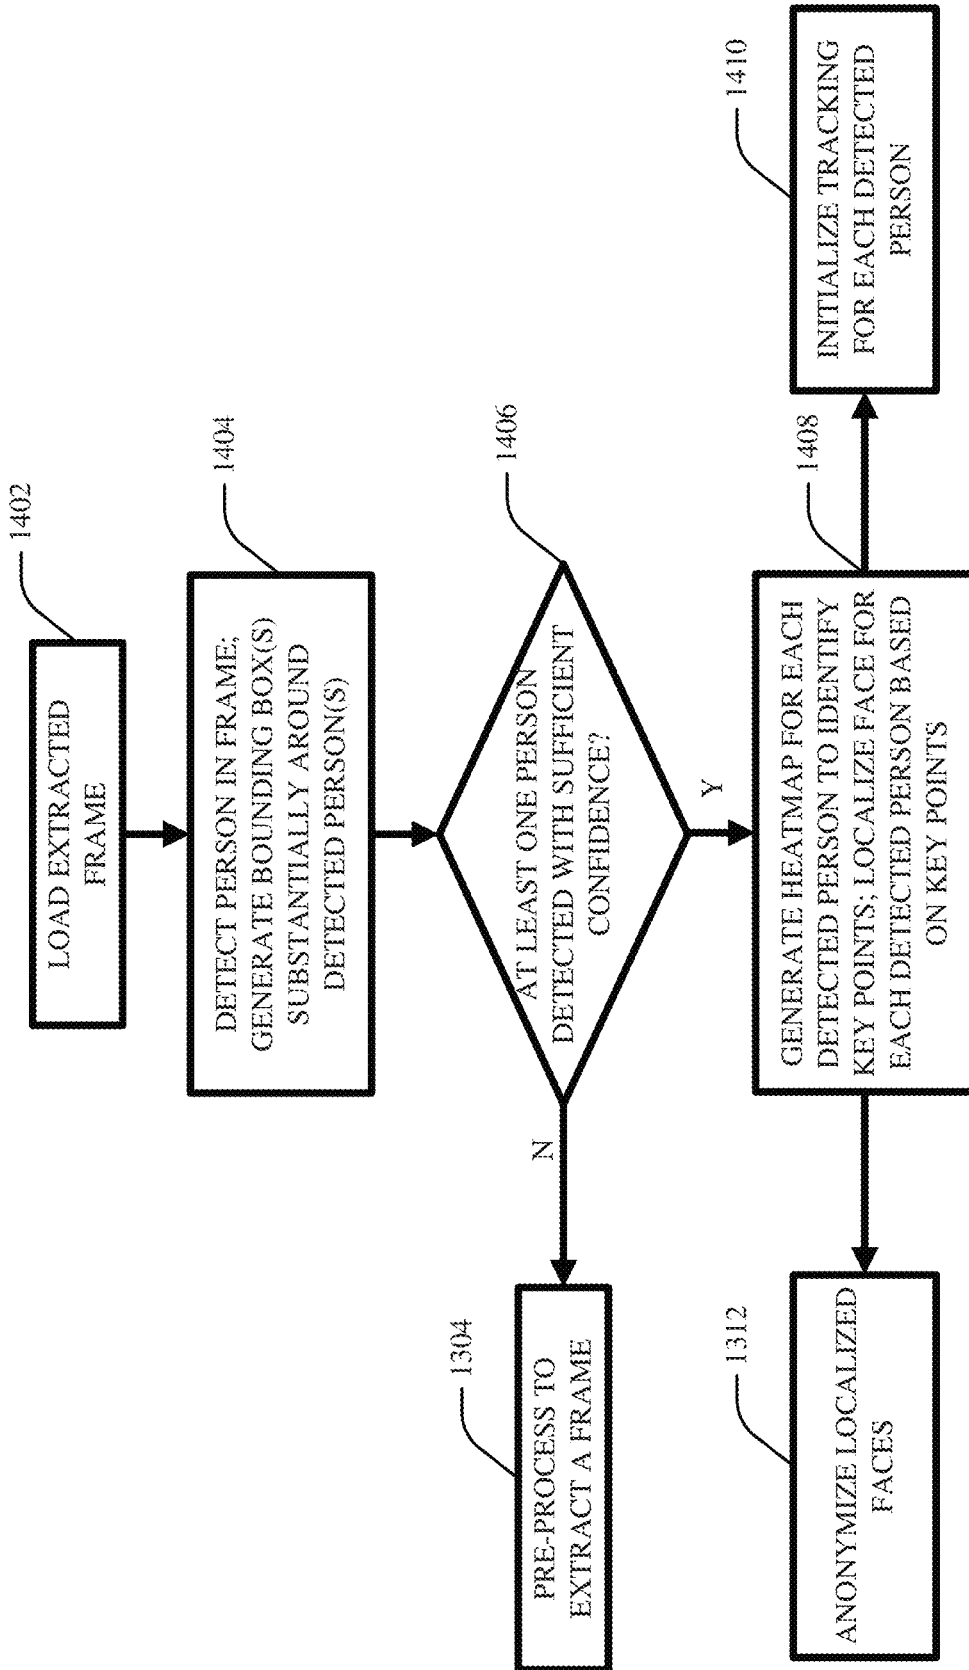 1402
LOAD EXTRACTED
FRAME
1404
DETECT PERSON IN FRAME;
GENERATE BOUNDING BOX(S)
SUBSTANTIALLY AROUND
DETECTED PERSON(S)
1406
AT LEAST ONE PERSON
DETECTED WITH SUFFICIENT
CONFIDENCE?
N
Y
1304
PRE-PROCESS TO
EXTRACT A FRAME
1408
GENERATE HEATMAP FOR EACH
DETECTED PERSON TO IDENTIFY
KEY POINTS; LOCALIZE FACE FOR
EACH DETECTED PERSON BASED
ON KEY POINTS
1312
ANONYMIZE LOCALIZED
FACES
1410
INITIALIZE TRACKING
FOR EACH DETECTED
PERSON